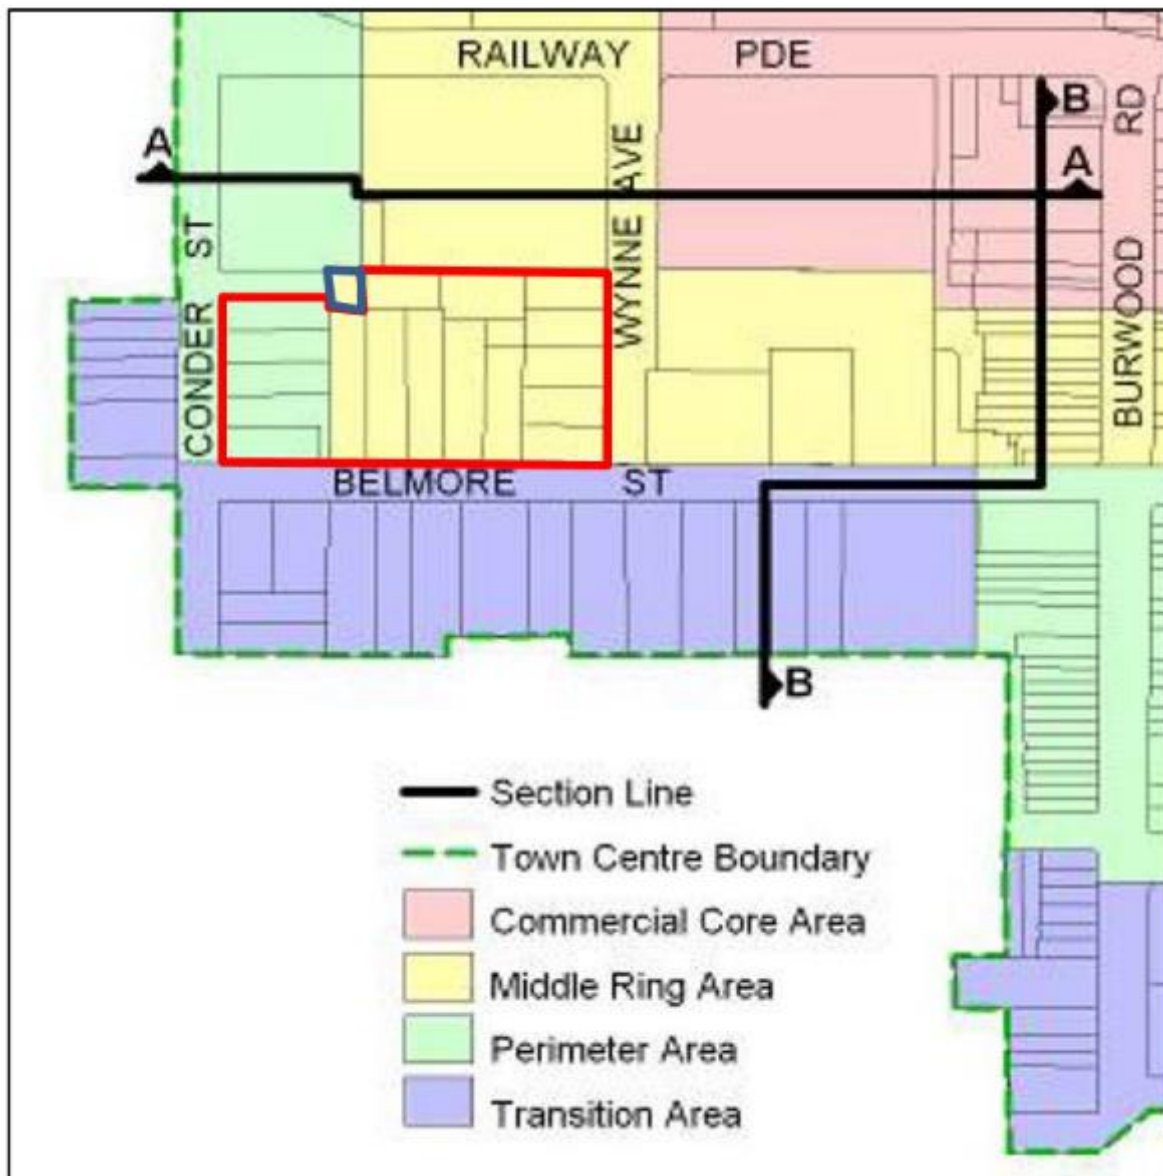 RAILWAY PDE
B
RD
A
A
WYNNE AVE
CONDER ST
BURWOOD
BELMORE ST
B
Section Line
Town Centre Boundary
Commercial Core Area
Middle Ring Area
Perimeter Area
Transition Area